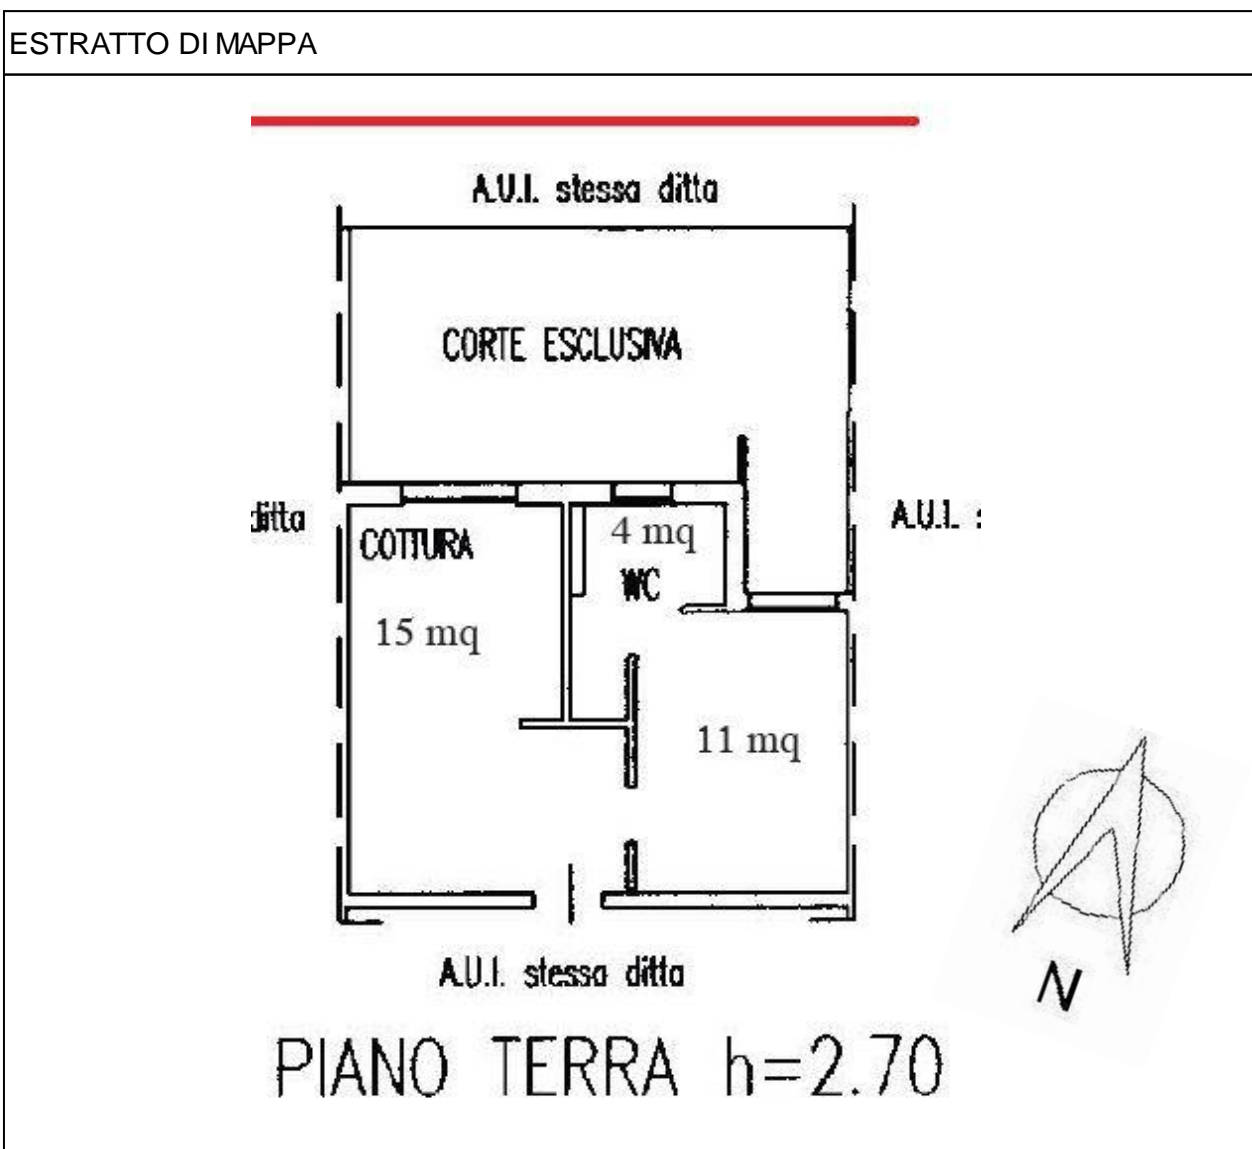 ESTRATTO DI MAPPA
A.U.I. stessa ditta
CORTE ESCLUSIVA
ditta
A.U.I. s
COTTURA
4 mq
WC
15 mq
11 mq
N
A.U.I. stessa ditta
PIANO TERRA h=2.70